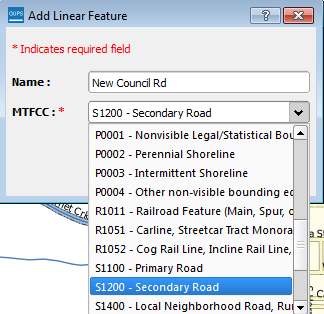 GUPS Add Linear Feature ?
* Indicates required field
Name : New Council Rd
MTFCC : * S1200 - Secondary Road
P0001 - Nonvisible Legal/Statistical Bou
P0002 - Perennial Shoreline
P0003 - Intermittent Shoreline
P0004 - Other non-visible bounding ed
R1011 - Railroad Feature (Main, Spur, o
R1051 - Carline, Streetcar Track Monora
R1052 - Cog Rail Line, Incline Rail Line,
S1100 - Primary Road
S1200 - Secondary Road
S1400 - Local Neighborhood Road, Rur